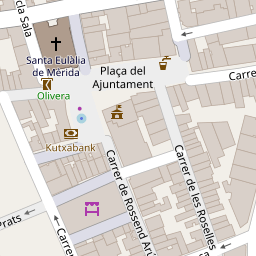 cla Sala
Santa Eulàlia
de Mèrida
Plaça del
Ajuntament
Olivera
Kutxabank
Carre
Carrer de Rossend Aru
Carrer de les Roselles
Prats
Carrer